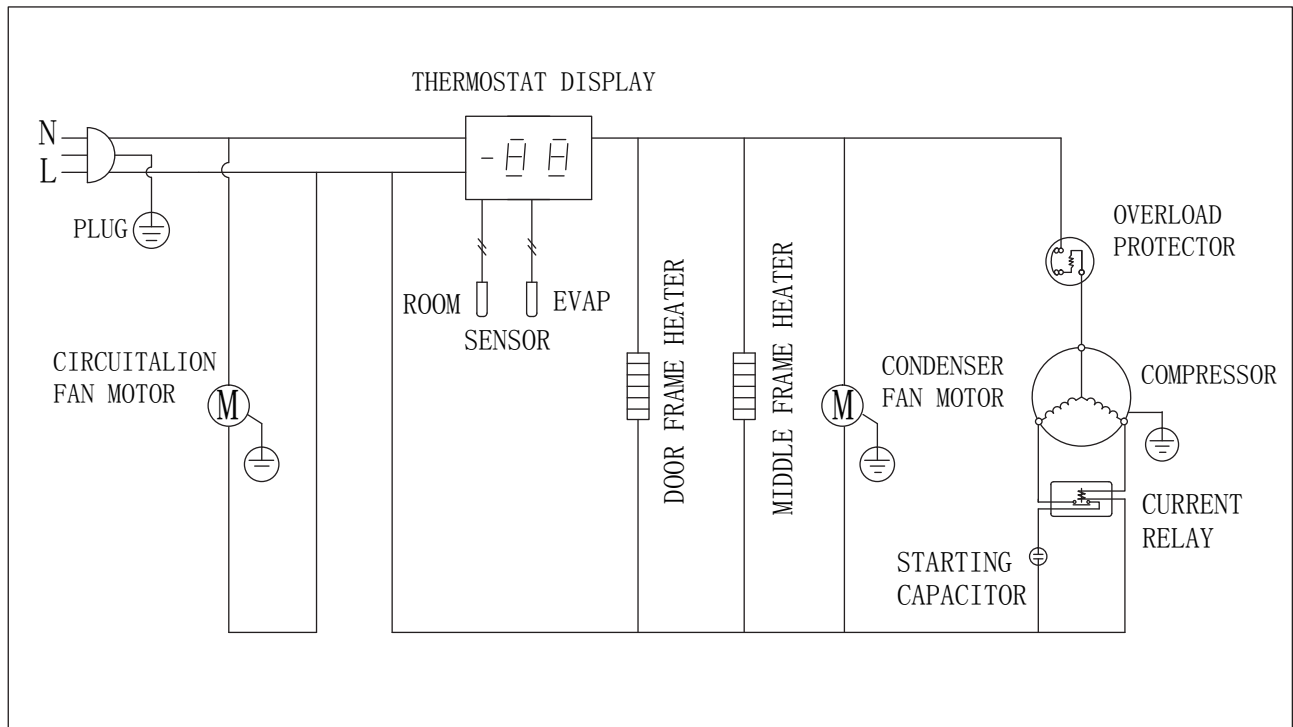 THERMOSTAT DISPLAY
N
L
-88
PLUG
ROOM
EVAP
SENSOR
OVERLOAD
PROTECTOR
CIRCUITALION
FAN MOTOR
M
DOOR FRAME HEATER
MIDDLE FRAME HEATER
CONDENSER
FAN MOTOR
M
COMPRESSOR
CURRENT
RELAY
STARTING
CAPACITOR